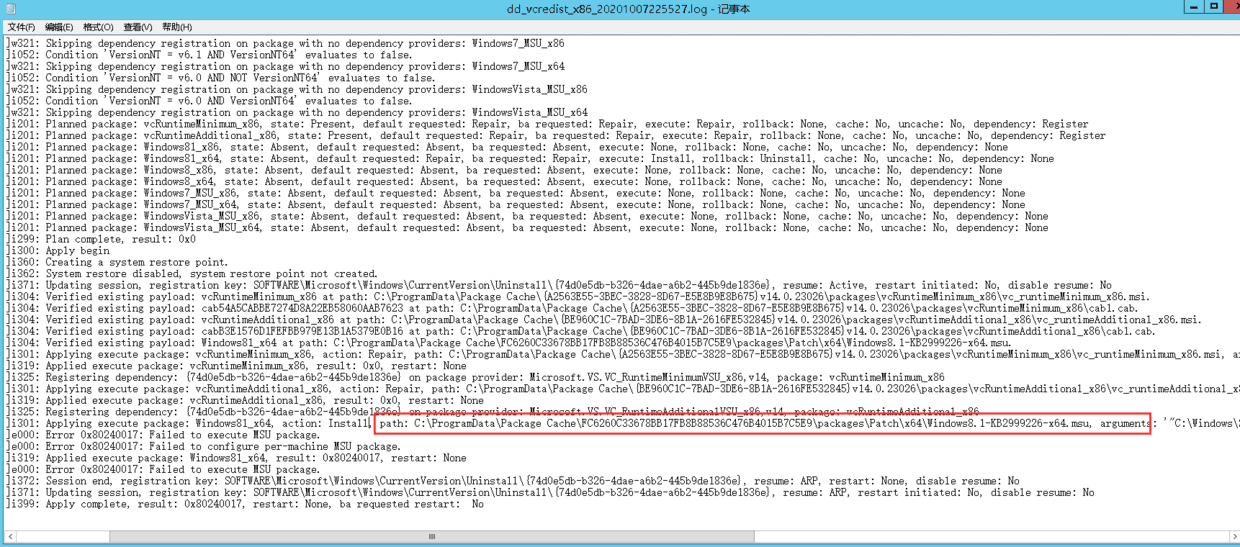 dd_vcredist_x86_20201007225527.log - 记事本
文件(F) 编辑(E) 格式(O) 查看(V) 帮助(H)
]w321: Skipping dependency registration on package with no dependency providers: Windows7_MSU_x86
]i052: Condition 'VersionNT = v6.1 AND VersionNT64' evaluates to false.
]w321: Skipping dependency registration on package with no dependency providers: Windows7_MSU_x64
]i052: Condition 'VersionNT = v6.0 AND NOT VersionNT64' evaluates to false.
]w321: Skipping dependency registration on package with no dependency providers: WindowsVista_MSU_x86
]i052: Condition 'VersionNT = v6.0 AND VersionNT64' evaluates to false.
]w321: Skipping dependency registration on package with no dependency providers: WindowsVista_MSU_x64
]i201: Planned package: vcRuntimeMinimum_x86, state: Present, default requested: Repair, ba requested: Repair, execute: Repair, rollback: None, cache: No, uncache: No, dependency: Register
]i201: Planned package: vcRuntimeAdditional_x86, state: Present, default requested: Repair, ba requested: Repair, execute: Repair, rollback: None, cache: No, uncache: No, dependency: Register
]i201: Planned package: Windows81_x86, state: Absent, default requested: Absent, ba requested: Absent, execute: None, rollback: None, cache: No, uncache: No, dependency: None
]i201: Planned package: Windows81_x64, state: Absent, default requested: Repair, ba requested: Repair, execute: Install, rollback: Uninstall, cache: No, uncache: No, dependency: None
]i201: Planned package: Windows8_x86, state: Absent, default requested: Absent, ba requested: Absent, execute: None, rollback: None, cache: No, uncache: No, dependency: None
]i201: Planned package: Windows8_x64, state: Absent, default requested: Absent, ba requested: Absent, execute: None, rollback: None, cache: No, uncache: No, dependency: None
]i201: Planned package: Windows7_MSU_x86, state: Absent, default requested: Absent, ba requested: Absent, execute: None, rollback: None, cache: No, uncache: No, dependency: None
]i201: Planned package: Windows7_MSU_x64, state: Absent, default requested: Absent, ba requested: Absent, execute: None, rollback: None, cache: No, uncache: No, dependency: None
]i201: Planned package: WindowsVista_MSU_x86, state: Absent, default requested: Absent, ba requested: Absent, execute: None, rollback: None, cache: No, uncache: No, dependency: None
]i201: Planned package: WindowsVista_MSU_x64, state: Absent, default requested: Absent, ba requested: Absent, execute: None, rollback: None, cache: No, uncache: No, dependency: None
]i299: Plan complete, result: 0x0
]i300: Apply begin
]i360: Creating a system restore point.
]i362: System restore disabled, system restore point not created.
]i371: Updating session, registration key: SOFTWARE\Microsoft\Windows\CurrentVersion\Uninstall\{74d0e5db-b326-4dae-a6b2-445b9de1836e}, resume: Active, restart initiated: No, disable resume: No
]i304: Verified existing payload: vcRuntimeMinimum_x86 at path: C:\ProgramData\Package Cache\{A2563E55-3BEC-3828-8D67-E5E8B9E8B675}v14.0.23026\packages\vcRuntimeMinimum_x86\vc_runtimeMinimum_x86.msi.
]i304: Verified existing payload: cab54A5CABBE7274D8A22EB58060AAB7623 at path: C:\ProgramData\Package Cache\{A2563E55-3BEC-3828-8D67-E5E8B9E8B675}v14.0.23026\packages\vcRuntimeMinimum_x86\cab1.cab.
]i304: Verified existing payload: vcRuntimeAdditional_x86 at path: C:\ProgramData\Package Cache\{BE960C1C-7BAD-3DE6-8B1A-2616FE532845}v14.0.23026\packages\vcRuntimeAdditional_x86\vc_runtimeAdditional_x86.msi.
]i304: Verified existing payload: cabB3E1576D1FEFBB979E13B1A5379E0B16 at path: C:\ProgramData\Package Cache\{BE960C1C-7BAD-3DE6-8B1A-2616FE532845}v14.0.23026\packages\vcRuntimeAdditional_x86\cab1.cab.
]i304: Verified existing payload: Windows81_x64 at path: C:\ProgramData\Package Cache\FC6260C33678BB17FB8B88536C476B4015B7C5E9\packages\Patch\x64\Windows8.1-KB2999226-x64.msu.
]i301: Applying execute package: vcRuntimeMinimum_x86, action: Repair, path: C:\ProgramData\Package Cache\{A2563E55-3BEC-3828-8D67-E5E8B9E8B675}v14.0.23026\packages\vcRuntimeMinimum_x86\vc_runtimeMinimum_x86.msi, a
]i319: Applied execute package: vcRuntimeMinimum_x86, result: 0x0, restart: None
]i325: Registering dependency: {74d0e5db-b326-4dae-a6b2-445b9de1836e} on package provider: Microsoft.VS.VC_RuntimeMinimumVSU_x86,v14, package: vcRuntimeMinimum_x86
]i301: Applying execute package: vcRuntimeAdditional_x86, action: Repair, path: C:\ProgramData\Package Cache\{BE960C1C-7BAD-3DE6-8B1A-2616FE532845}v14.0.23026\packages\vcRuntimeAdditional_x86\vc_runtimeAdditional_x8
]i319: Applied execute package: vcRuntimeAdditional_x86, result: 0x0, restart: None
]i325: Registering dependency: {74d0e5db-b326-4dae-a6b2-445b9de1836e} on package provider: Microsoft.VS.VC_RuntimeAdditionalVSU_x86,v14, package: vcRuntimeAdditional_x86
]i301: Applying execute package: Windows81_x64, action: Install, path: C:\ProgramData\Package Cache\FC6260C33678BB17FB8B88536C476B4015B7C5E9\packages\Patch\x64\Windows8.1-KB2999226-x64.msu, arguments: '"C:\Windows\S
]e000: Error 0x80240017: Failed to execute MSU package.
]e000: Error 0x80240017: Failed to configure per-machine MSU package.
]i319: Applied execute package: Windows81_x64, result: 0x80240017, restart: None
]e000: Error 0x80240017: Failed to execute MSU package.
]i372: Session end, registration key: SOFTWARE\Microsoft\Windows\CurrentVersion\Uninstall\{74d0e5db-b326-4dae-a6b2-445b9de1836e}, resume: ARP, restart: None, disable resume: No
]i371: Updating session, registration key: SOFTWARE\Microsoft\Windows\CurrentVersion\Uninstall\{74d0e5db-b326-4dae-a6b2-445b9de1836e}, resume: ARP, restart initiated: No, disable resume: No
]i399: Apply complete, result: 0x80240017, restart: None, ba requested restart:  No